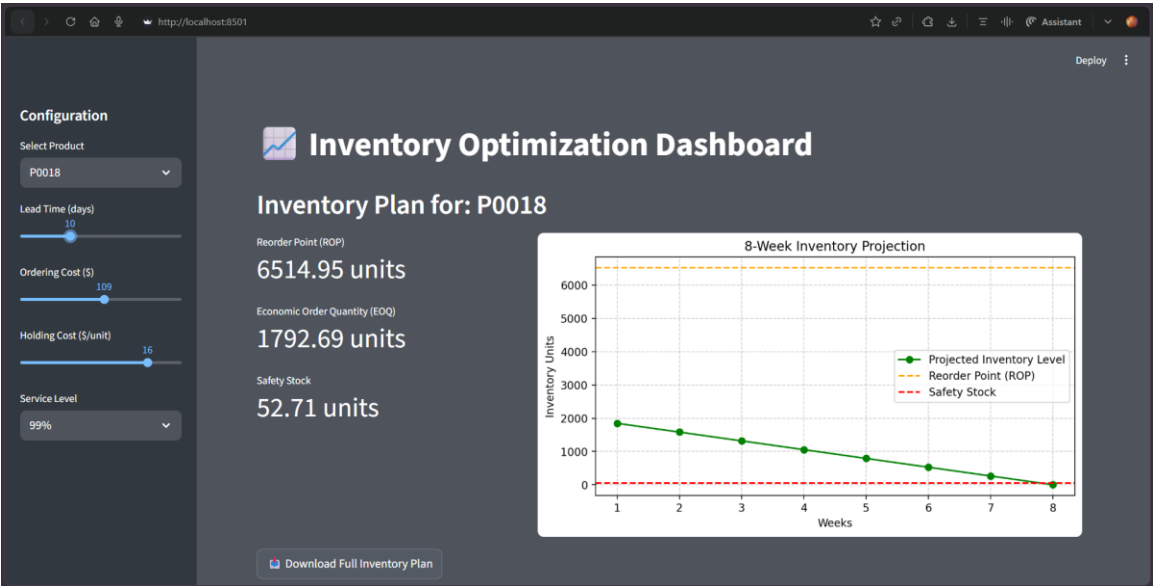 http://localhost:8501
Assistant
Deploy
Configuration
Select Product
P0018
Lead Time (days)
10
Ordering Cost ($)
109
Holding Cost ($/unit)
16
Service Level
99%
Inventory Optimization Dashboard
Inventory Plan for: P0018
Reorder Point (ROP)
6514.95 units
Economic Order Quantity (EOQ)
1792.69 units
Safety Stock
52.71 units
8-Week Inventory Projection
Inventory Units
6000
5000
4000
3000
2000
1000
0
Projected Inventory Level
Reorder Point (ROP)
Safety Stock
1 2 3 4 5 6 7 8
Weeks
Download Full Inventory Plan